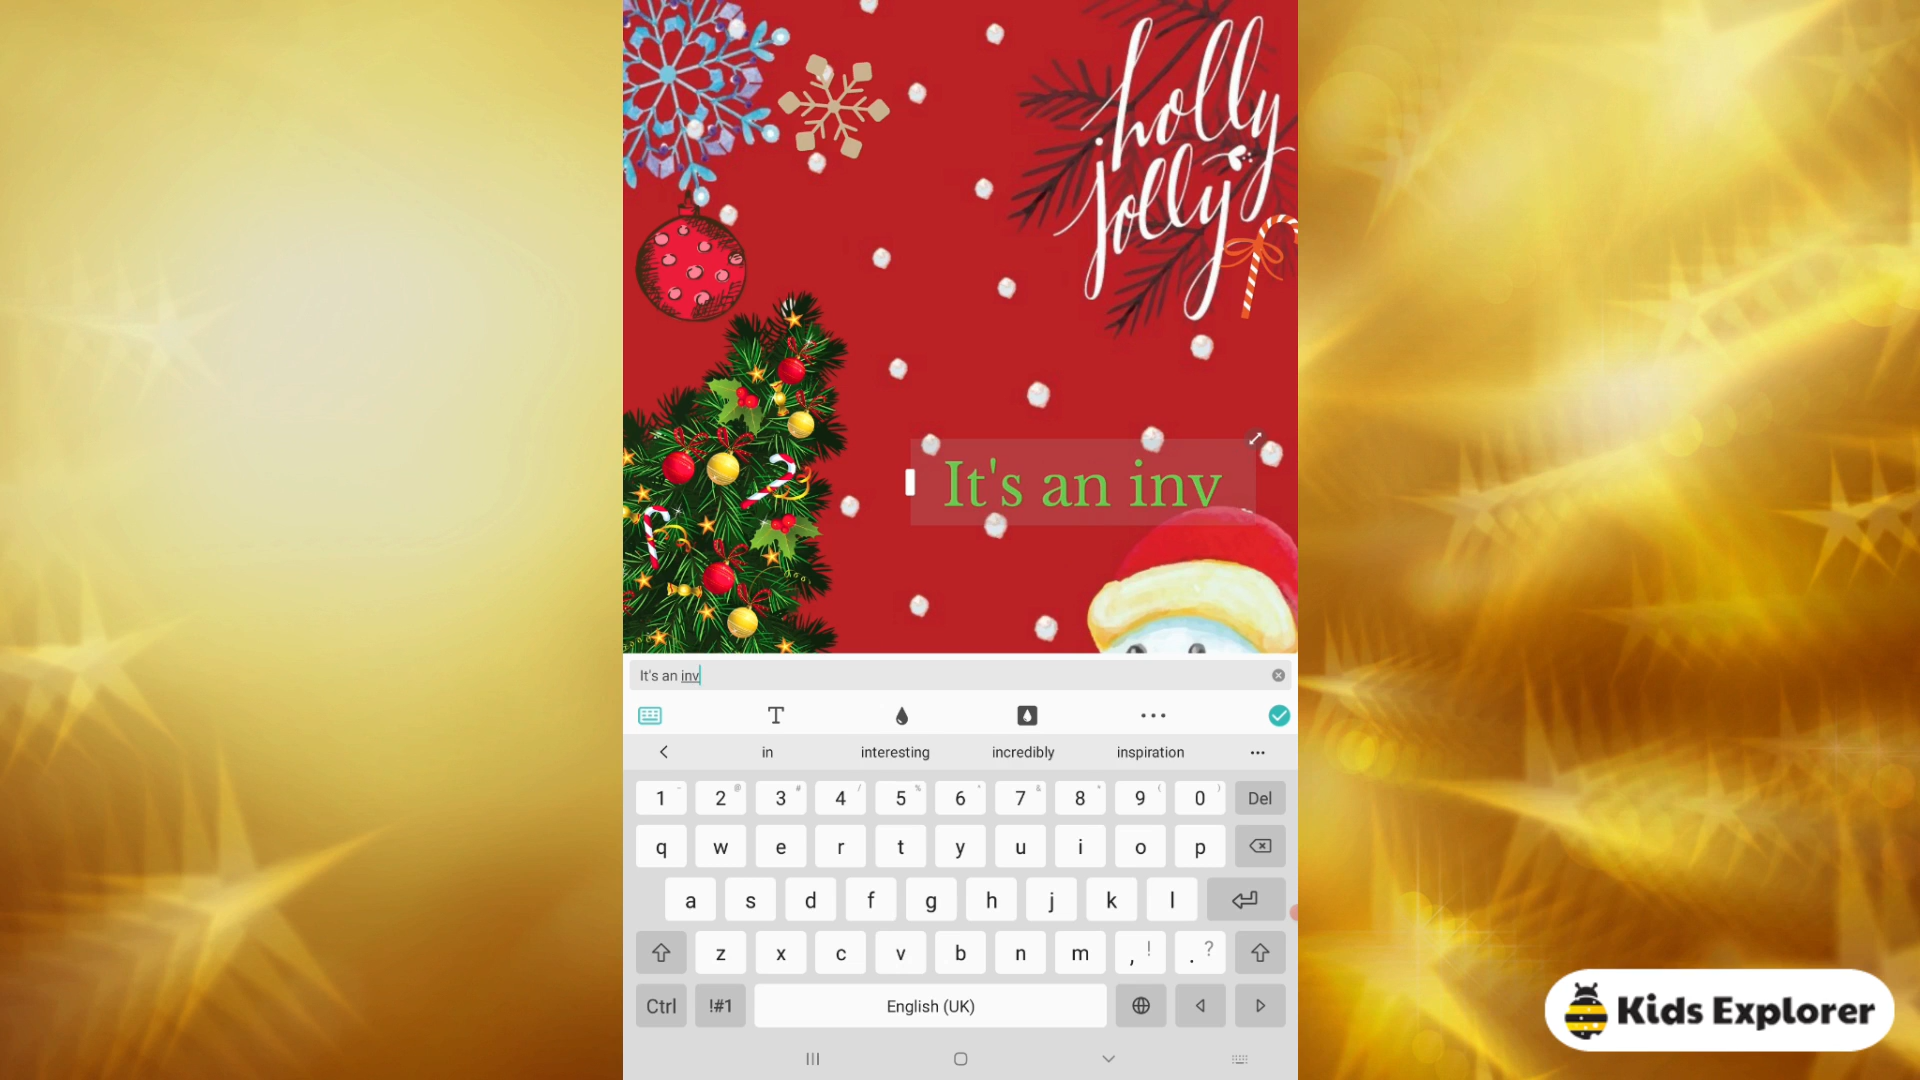 holly
jolly
It's an inv
It's an inv
T
in interesting incredibly inspiration
1 2 3 4 5 6 7 8 9 0 Del
q w e r t y u i o p
a s d f g h j k l
z x c v b n m , ! . ?
Ctrl !#1 English (UK)
Kids Explorer